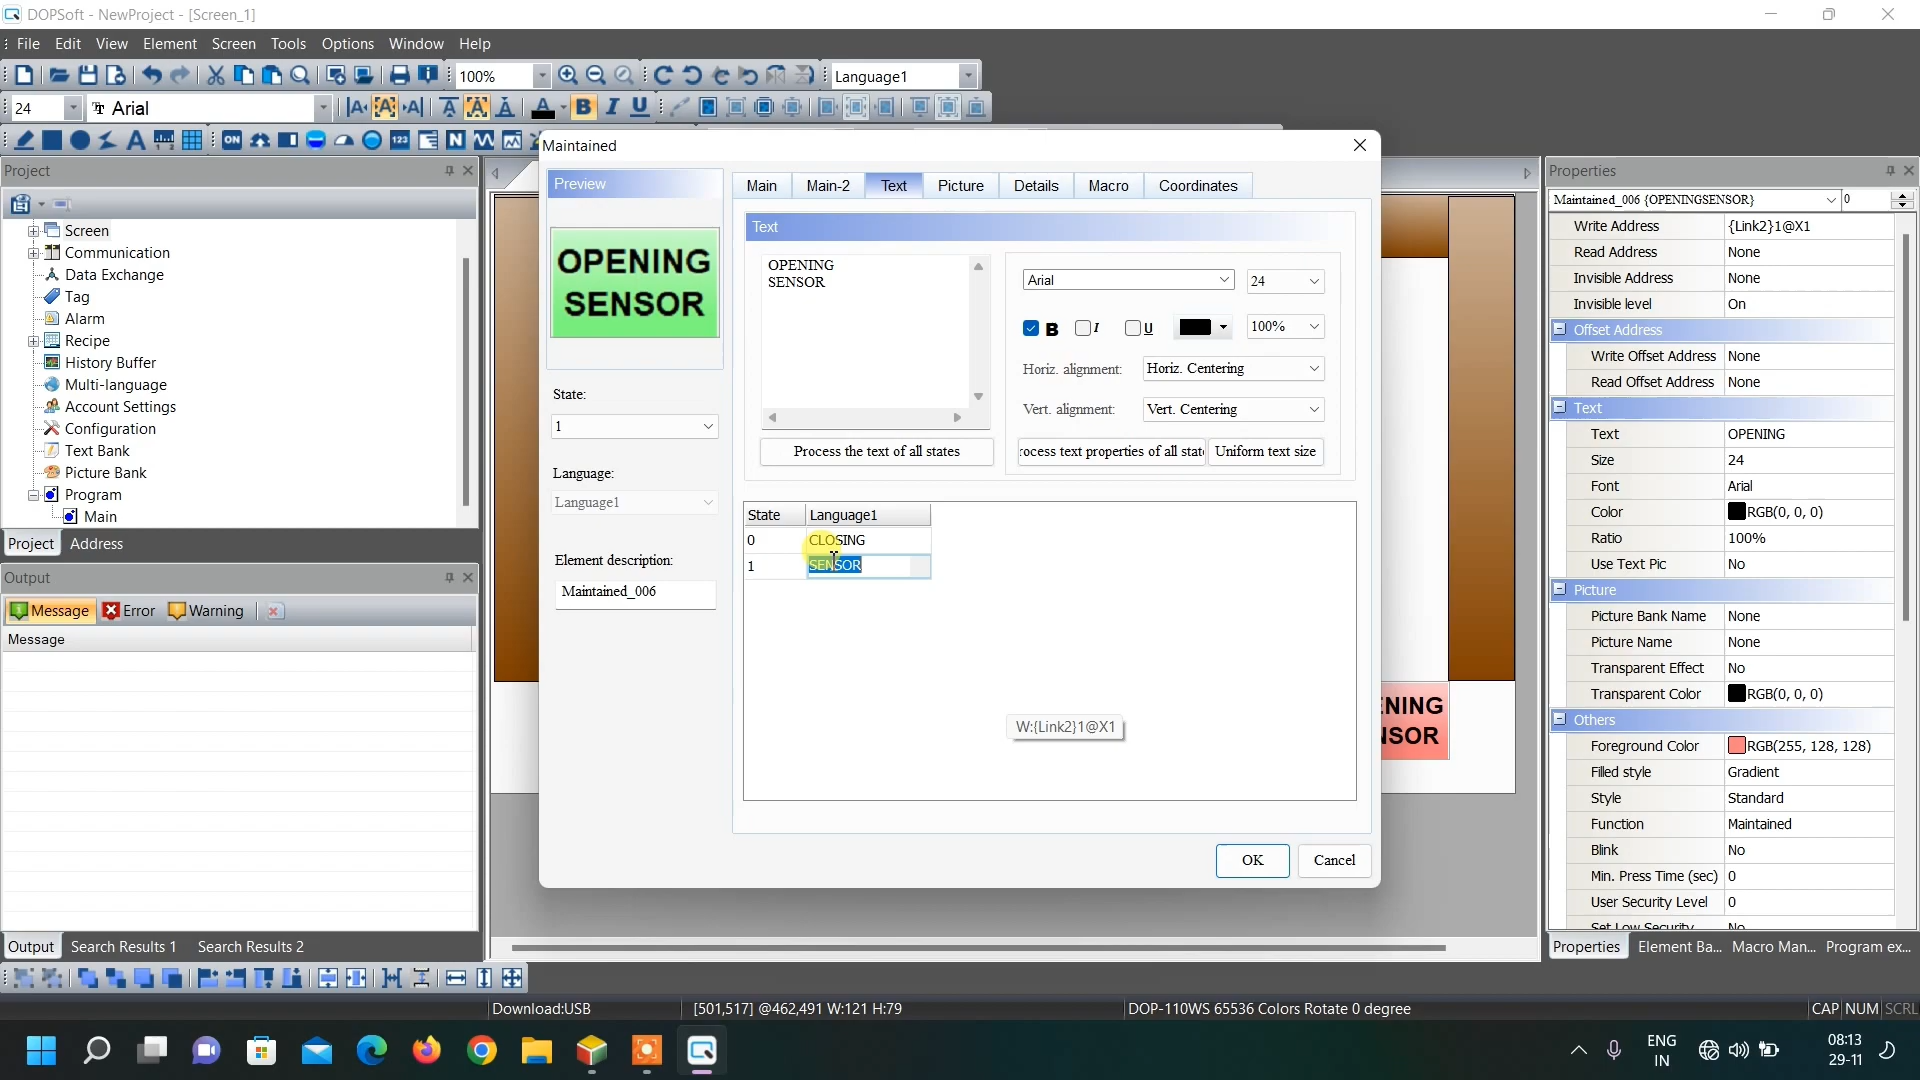 DOPSoft - NewProject - [Screen_1]
File Edit View Element Screen Tools Options Window Help
100% Language1
24 Arial
ON 123 N
Project
Screen
Communication
Data Exchange
Tag
Alarm
Recipe
History Buffer
Multi-language
Account Settings
Configuration
Text Bank
Picture Bank
Program
Main
Project Address
Output
Message Error Warning
Message
Output Search Results 1 Search Results 2
Maintained
Preview
OPENING
SENSOR
State:
1
Language:
Language1
Element description:
Maintained_006
Main Main-2 Text Picture Details Macro Coordinates
Text
OPENING
SENSOR
Process the text of all states
Arial 24
B I U 100%
Horiz. alignment: Horiz. Centering
Vert. alignment: Vert. Centering
rocess text properties of all stat Uniform text size
State Language1
0 CLOSING
1 SENSOR
W:{Link2}1@X1
OK Cancel
ENING
NSOR
Properties
Maintained_006 {OPENINGSENSOR} 0
Write Address {Link2}1@X1
Read Address None
Invisible Address None
Invisible level On
Offset Address
Write Offset Address None
Read Offset Address None
Text
Text OPENING
Size 24
Font Arial
Color RGB(0, 0, 0)
Ratio 100%
Use Text Pic No
Picture
Picture Bank Name None
Picture Name None
Transparent Effect No
Transparent Color RGB(0, 0, 0)
Others
Foreground Color RGB(255, 128, 128)
Filled style Gradient
Style Standard
Function Maintained
Blink No
Min. Press Time (sec) 0
User Security Level 0
Set Low Security No
Properties Element Ba... Macro Man... Program ex...
Download:USB [501,517] @462,491 W:121 H:79 DOP-110WS 65536 Colors Rotate 0 degree CAP NUM SCRL
ENG
IN
08:13
29-11